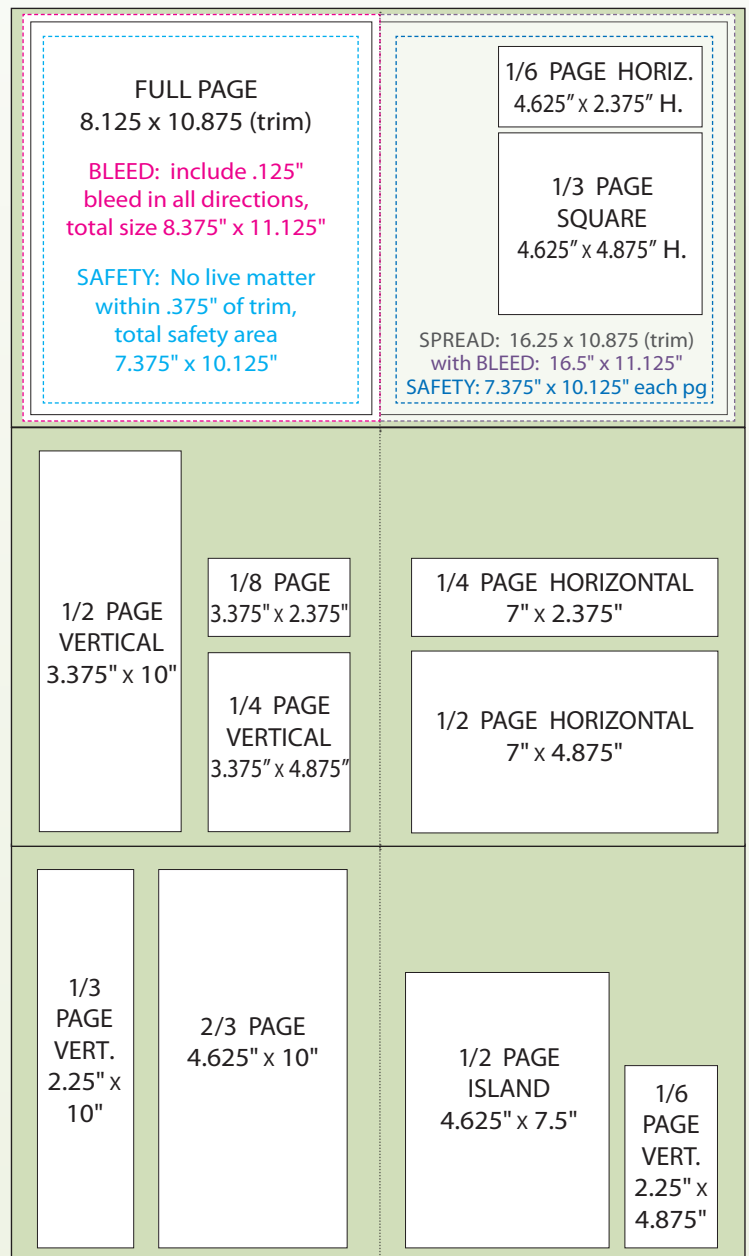 FULL PAGE
8.125 x 10.875 (trim)
BLEED: include .125"
bleed in all directions,
total size 8.375" x 11.125"
SAFETY: No live matter
within .375" of trim,
total safety area
7.375" x 10.125"
1/6 PAGE HORIZ.
4.625" x 2.375" H.
1/3 PAGE
SQUARE
4.625" x 4.875" H.
SPREAD: 16.25 x 10.875 (trim)
with BLEED: 16.5" x 11.125"
SAFETY: 7.375" x 10.125" each pg
1/2 PAGE
VERTICAL
3.375" x 10"
1/8 PAGE
3.375" x 2.375"
1/4 PAGE
VERTICAL
3.375" x 4.875"
1/4 PAGE HORIZONTAL
7" x 2.375"
1/2 PAGE HORIZONTAL
7" x 4.875"
1/3
PAGE
VERT.
2.25" x
10"
2/3 PAGE
4.625" x 10"
1/2 PAGE
ISLAND
4.625" x 7.5"
1/6
PAGE
VERT.
2.25" x
4.875"